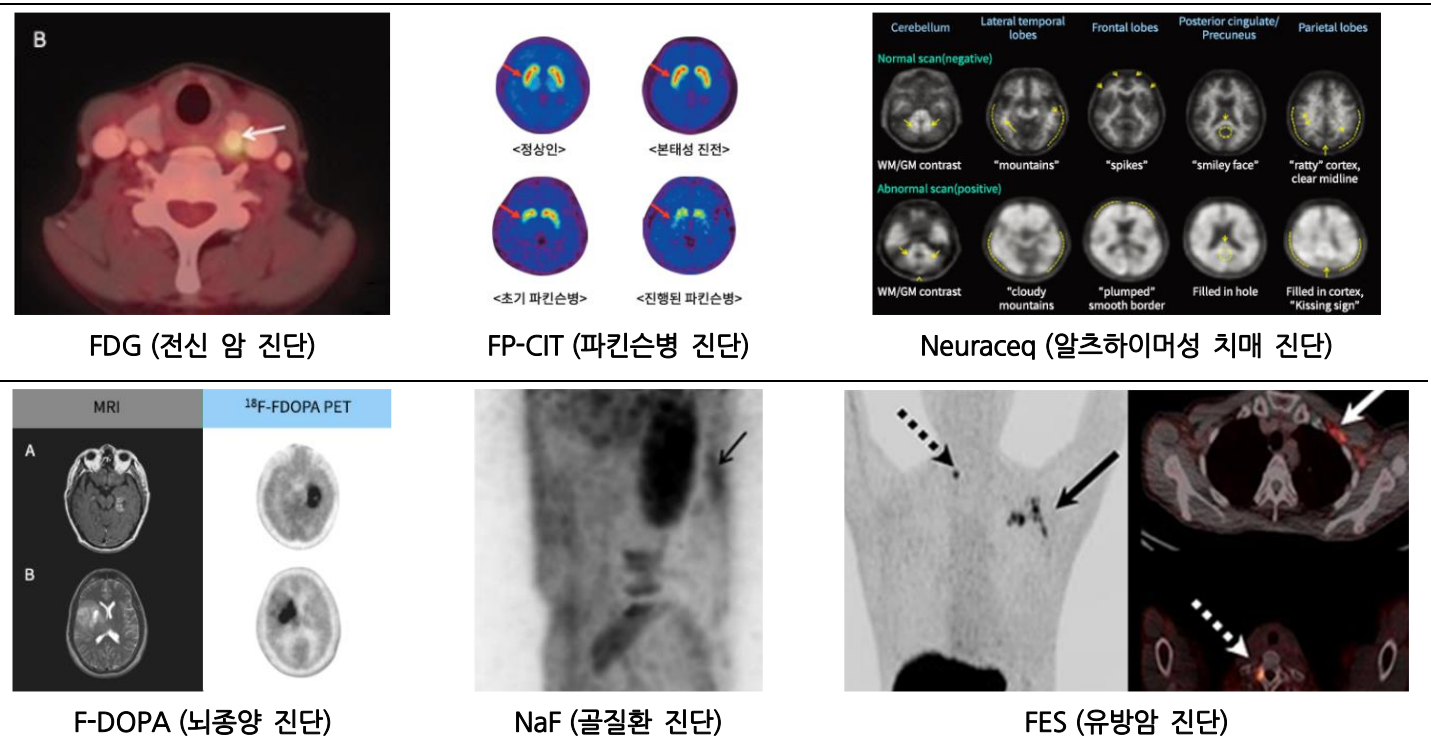 B
<정상인>
<본태성 진전>
<초기 파킨슨병>
<진행된 파킨슨병>
Cerebellum
Lateral temporal lobes
Frontal lobes
Posterior cingulate/
Precuneus
Parietal lobes
Normal scan(negative)
WM/GM contrast
"mountains"
"spikes"
"smiley face"
"ratty" cortex,
clear midline
Abnormal scan(positive)
WM/GM contrast
"cloudy
mountains
"plumped"
smooth border
Filled in hole
Filled in cortex,
"Kissing sign"
FDG (전신 암 진단)
FP-CIT (파킨슨병 진단)
Neuraceq (알츠하이머성 치매 진단)
MRI
¹⁸F-FDOPA PET
A
B
F-DOPA (뇌종양 진단)
NaF (골질환 진단)
FES (유방암 진단)